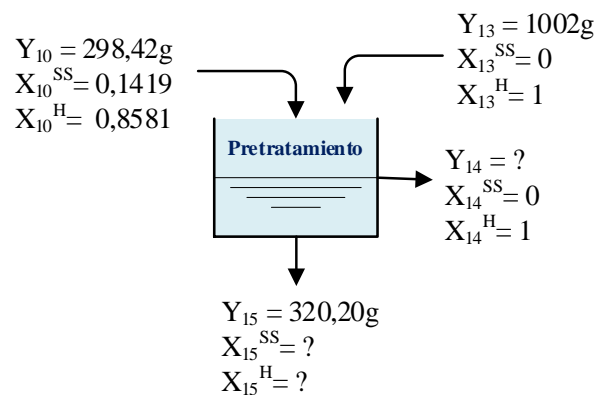 Y₁₀ = 298,42g
X₁₀ˢˢ = 0,1419
X₁₀ᴴ = 0,8581
Y₁₃ = 1002g
X₁₃ˢˢ = 0
X₁₃ᴴ = 1
Pretratamiento
Y₁₄ = ?
X₁₄ˢˢ = 0
X₁₄ᴴ = 1
Y₁₅ = 320,20g
X₁₅ˢˢ= ?
X₁₅ᴴ= ?